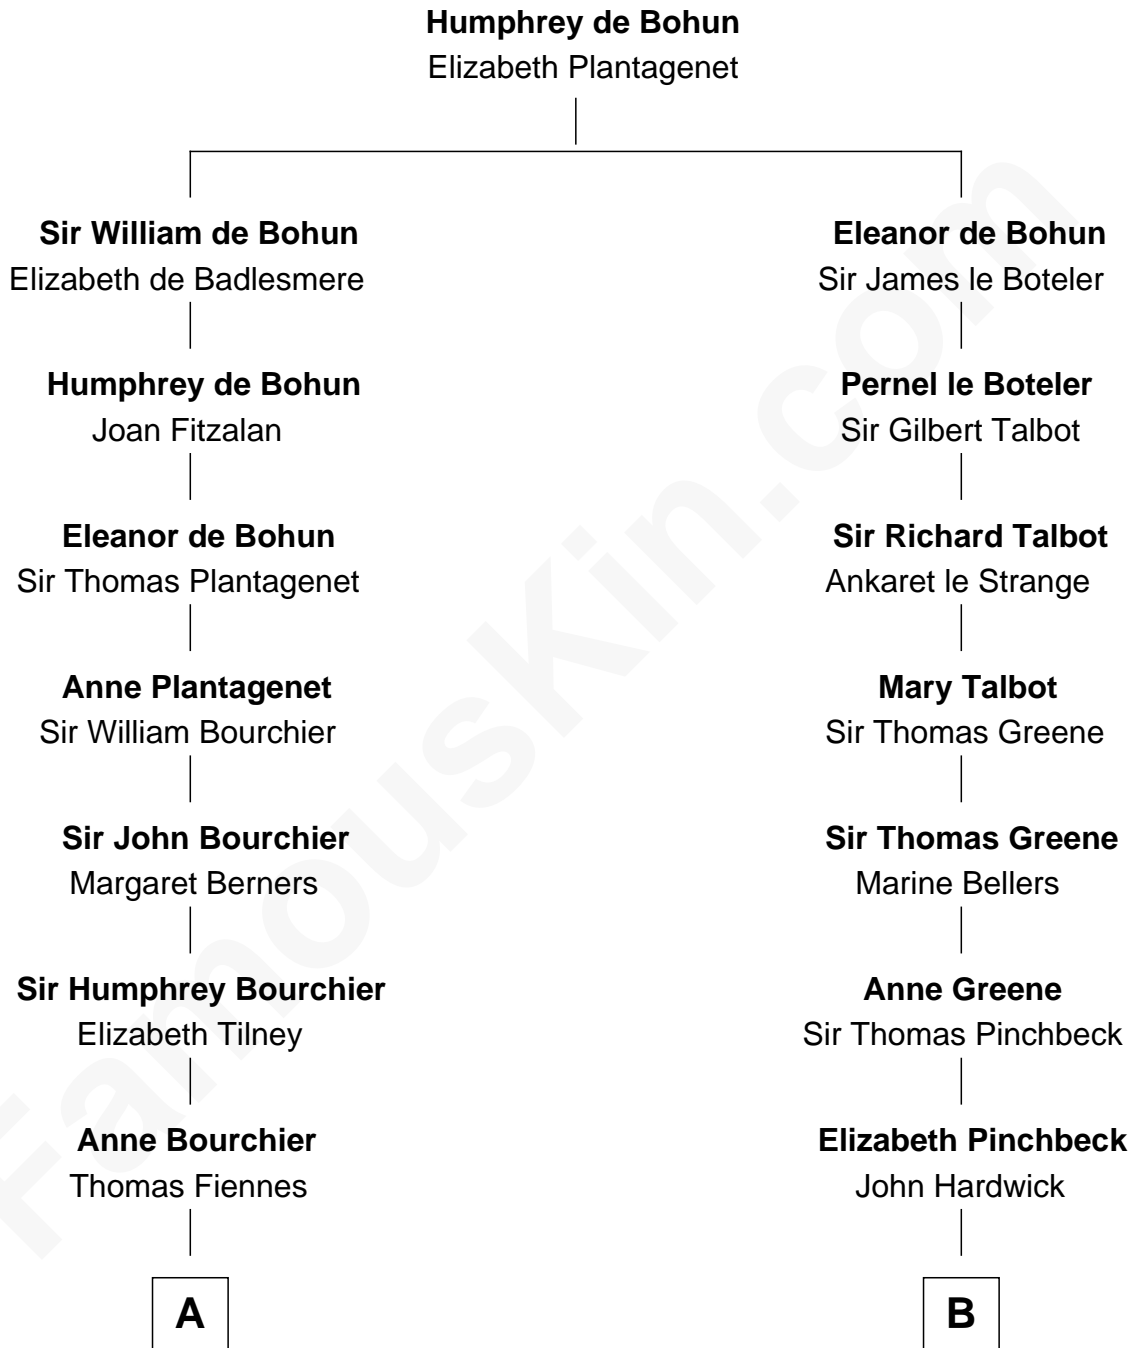 Humphrey de Bohun
Elizabeth Plantagenet
Sir William de Bohun
Elizabeth de Badlesmere
Eleanor de Bohun
Sir James le Boteler
Humphrey de Bohun
Joan Fitzalan
Pernel le Boteler
Sir Gilbert Talbot
Eleanor de Bohun
Sir Thomas Plantagenet
Sir Richard Talbot
Ankaret le Strange
Anne Plantagenet
Sir William Bourchier
Mary Talbot
Sir Thomas Greene
Sir John Bourchier
Margaret Berners
Sir Thomas Greene
Marine Bellers
Sir Humphrey Bourchier
Elizabeth Tilney
Anne Greene
Sir Thomas Pinchbeck
Anne Bourchier
Thomas Fiennes
Elizabeth Pinchbeck
John Hardwick
A
B
FamousKin.com